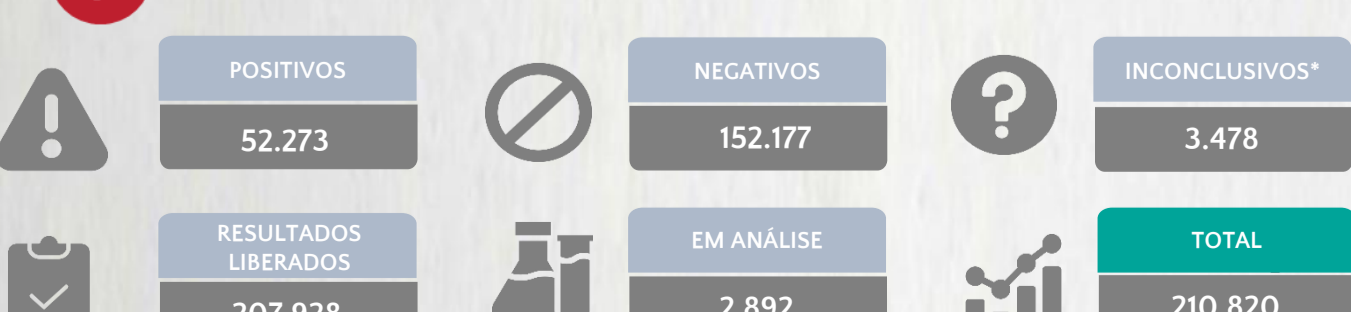 POSITIVOS
52.273
NEGATIVOS
152.177
INCONCLUSIVOS*
3.478
RESULTADOS
LIBERADOS
207.928
EM ANÁLISE
2.892
TOTAL
210.820